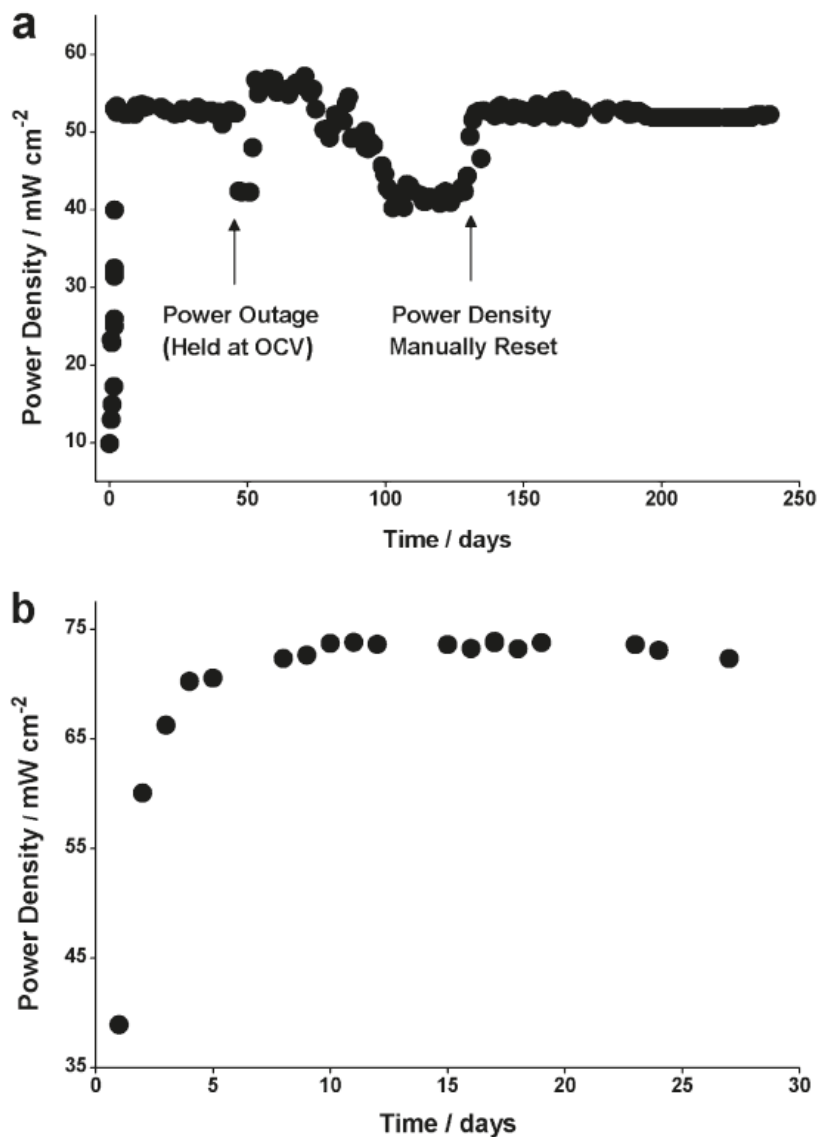 a
Power Density / mW cm⁻²
60
50
40
30
20
10
Power Outage
(Held at OCV)
Power Density
Manually Reset
0 50 100 150 200 250
Time / days
b
Power Density / mW cm⁻²
75
65
55
45
35
0 5 10 15 20 25 30
Time / days